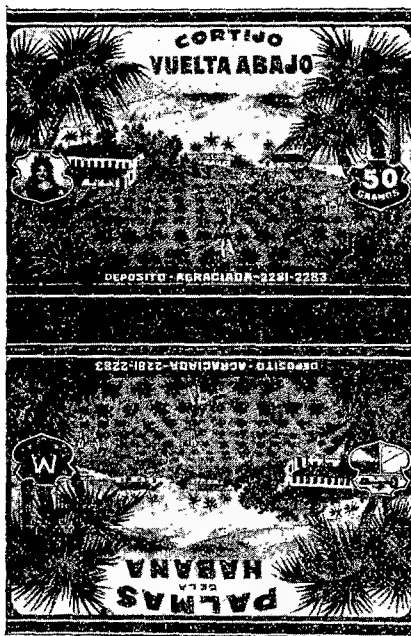 CORTIJO
VUELTA ABAJO
50
GRAMOS
DEPOSITO - AGRACIADA - 2281 - 2283
PALMAS
DE LA
HABANA
M
DEPOSITO - AGRACIADA - 2281 - 2283